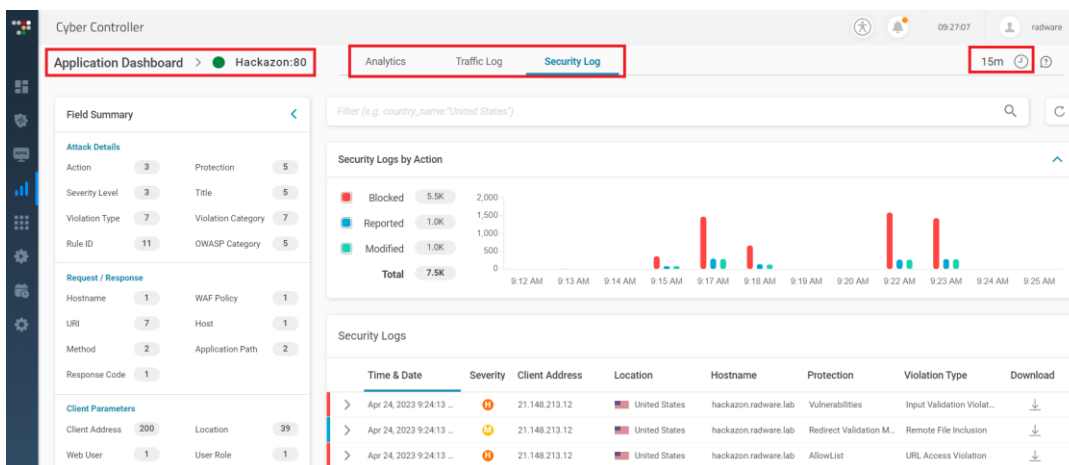 Cyber Controller
09:27:07
radware
Application Dashboard > Hackazon:80
Analytics Traffic Log Security Log
15m
Field Summary
Attack Details
Action 3 Protection 5
Severity Level 3 Title 5
Violation Type 7 Violation Category 7
Rule ID 11 OWASP Category 5
Request / Response
Hostname 1 WAF Policy 1
URI 7 Host 1
Method 2 Application Path 2
Response Code 1
Client Parameters
Client Address 200 Location 39
Web User 1 User Role 1
Filter (e.g. country_name:"United States")
Security Logs by Action
Blocked 5.5K
Reported 1.0K
Modified 1.0K
Total 7.5K
2,000
1,500
1,000
500
0
9:12 AM 9:13 AM 9:14 AM 9:15 AM 9:17 AM 9:18 AM 9:19 AM 9:20 AM 9:22 AM 9:23 AM 9:24 AM 9:25 AM
Security Logs
Time & Date Severity Client Address Location Hostname Protection Violation Type Download
> Apr 24, 2023 9:24:13 ... H 21.148.213.12 United States hackazon.radware.lab Vulnerabilities Input Validation Violat...
> Apr 24, 2023 9:24:13 ... M 21.148.213.12 United States hackazon.radware.lab Redirect Validation M... Remote File Inclusion
> Apr 24, 2023 9:24:13 ... H 21.148.213.12 United States hackazon.radware.lab AllowList URL Access Violation